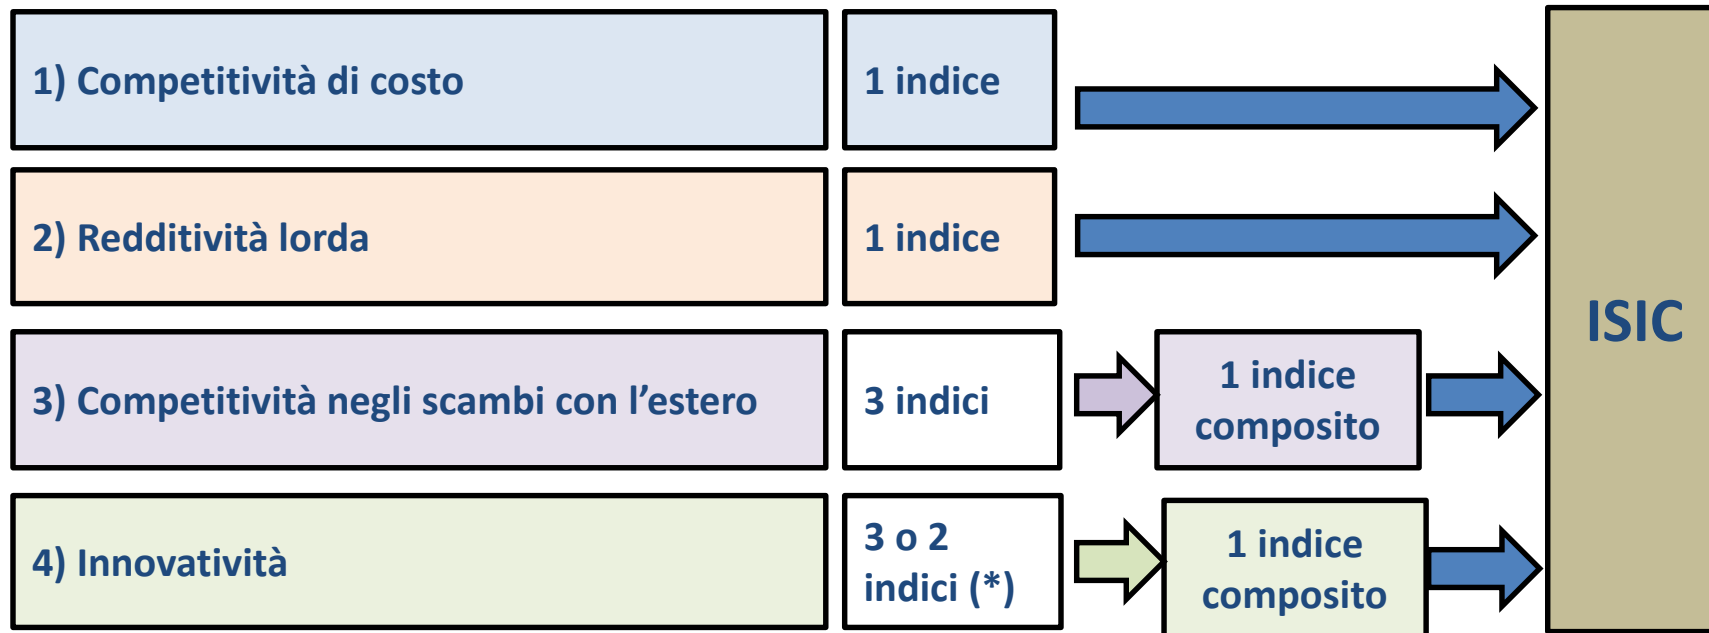 1) Competitività di costo
1 indice
2) Redditività lorda
1 indice
3) Competitività negli scambi con l’estero
3 indici
1 indice
composito
4) Innovatività
3 o 2
indici (*)
1 indice
composito
ISIC